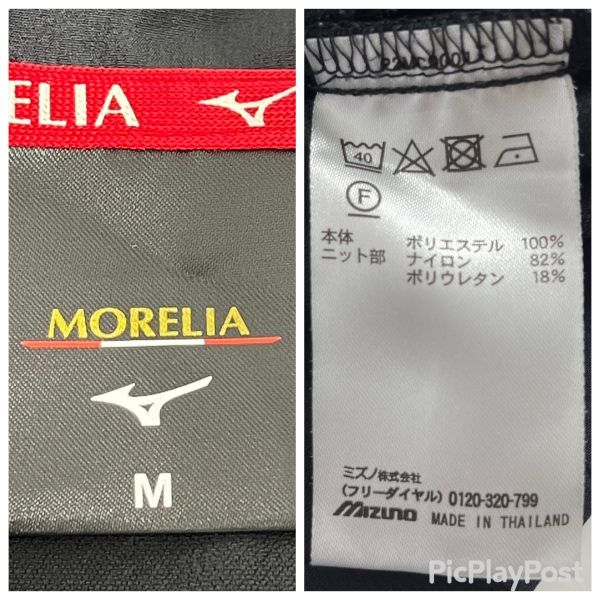 ELIA
MORELIA
M
40
F
本体 ポリエステル 100%
ニット部 ナイロン 82%
ポリウレタン 18%
ミズノ株式会社
(フリーダイヤル) 0120-320-799
Mizuno MADE IN THAILAND
PicPlayPost